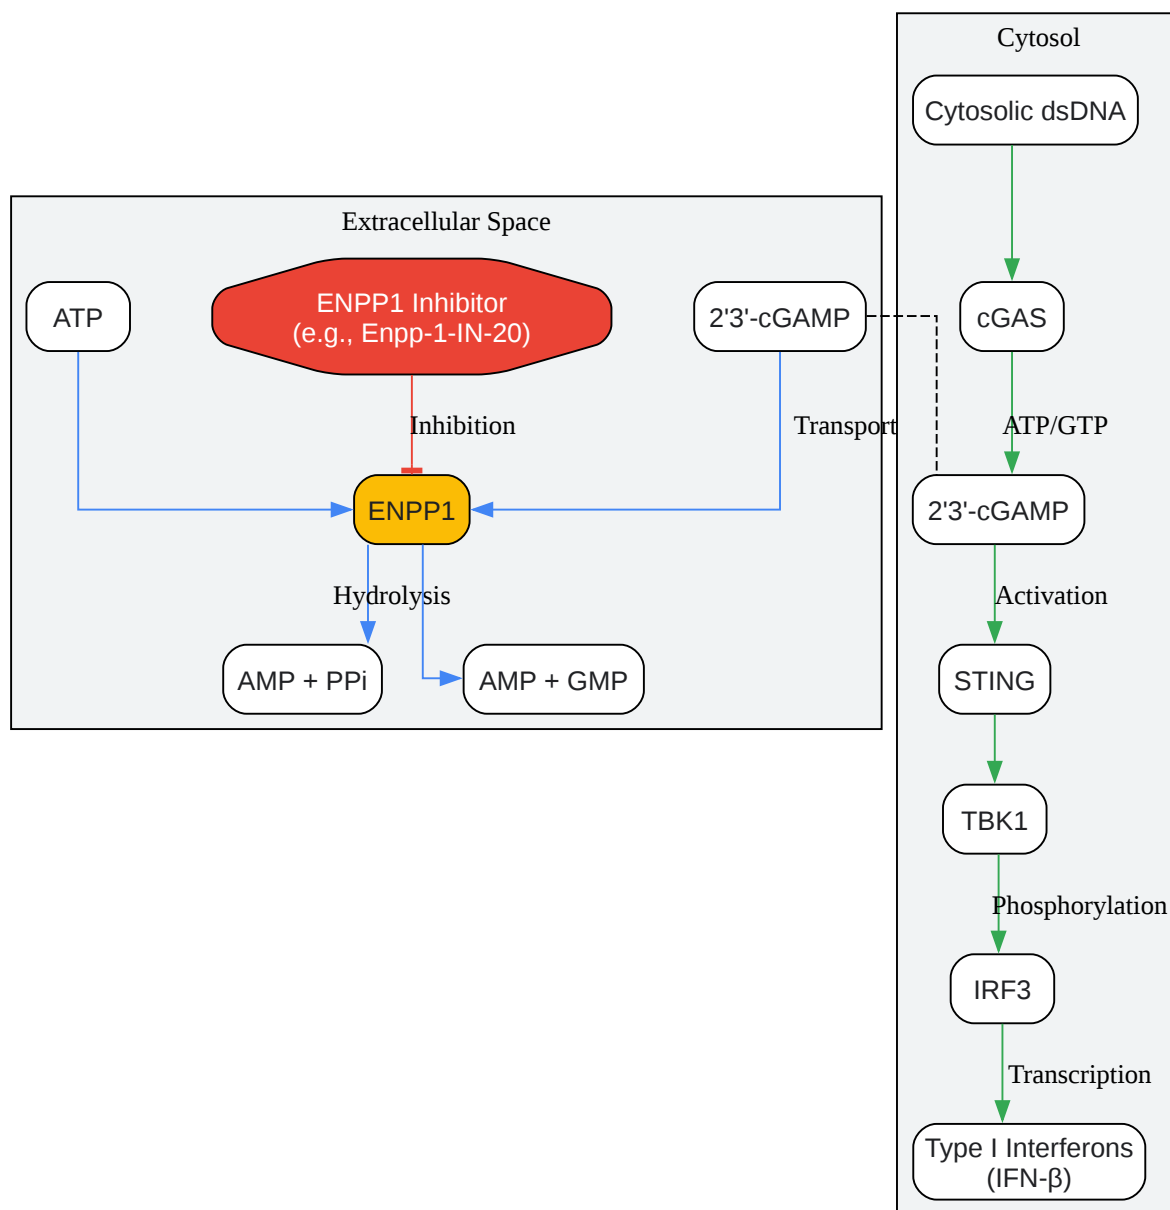 Cytosol
Cytosolic dsDNA
Extracellular Space
ATP
ENPP1 Inhibitor
(e.g., Enpp-1-IN-20)
2'3'-cGAMP
cGAS
Inhibition
Transport
ATP/GTP
ENPP1
2'3'-cGAMP
Hydrolysis
Activation
AMP + PPi
AMP + GMP
STING
TBK1
Phosphorylation
IRF3
Transcription
Type I Interferons
(IFN-β)